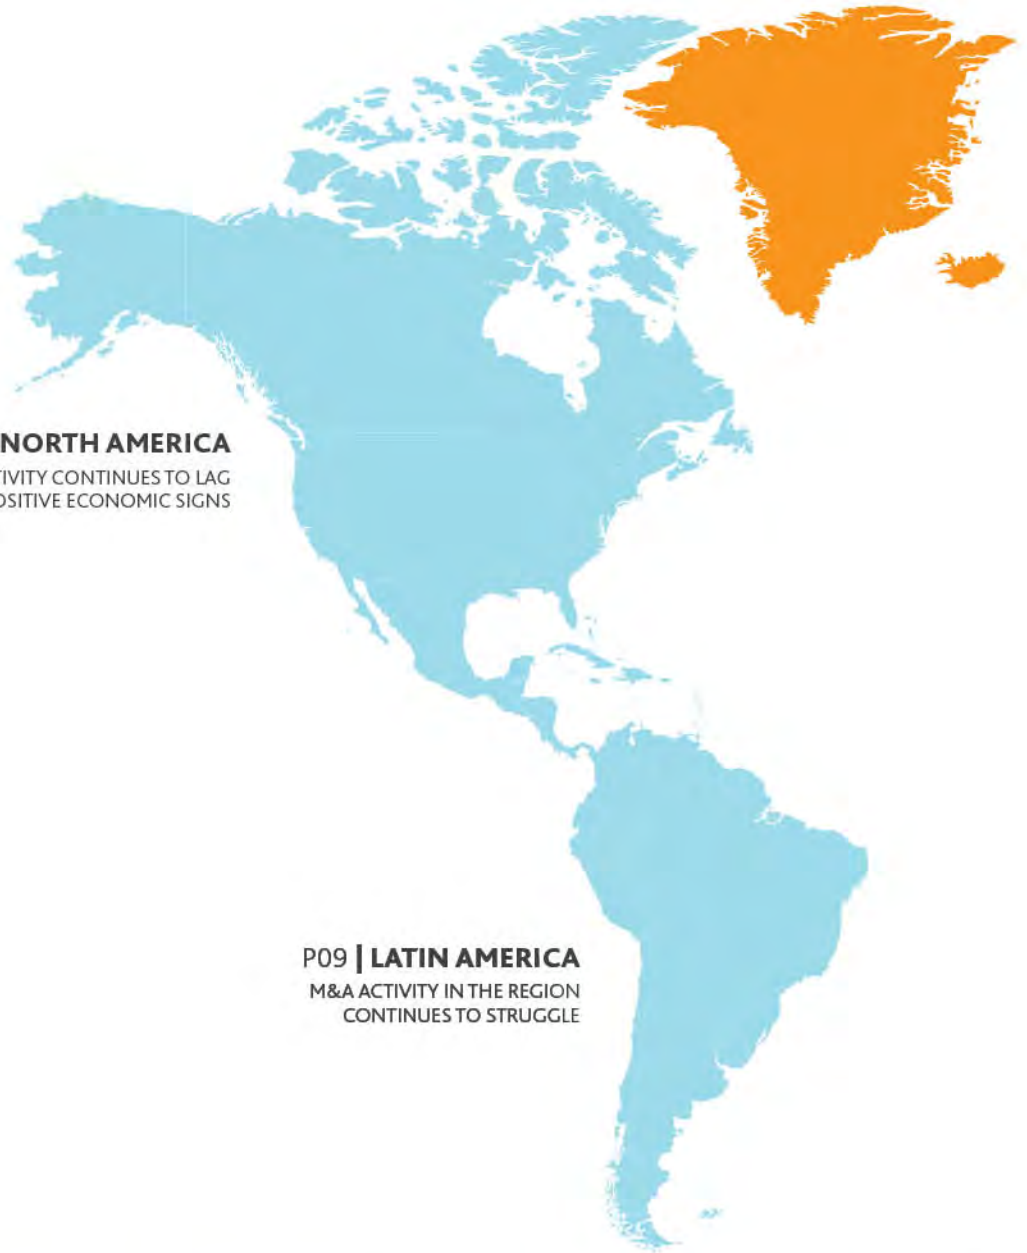 NORTH AMERICA
TIVITY CONTINUES TO LAG
OSITIVE ECONOMIC SIGNS
P09 | LATIN AMERICA
M&A ACTIVITY IN THE REGION
CONTINUES TO STRUGGLE